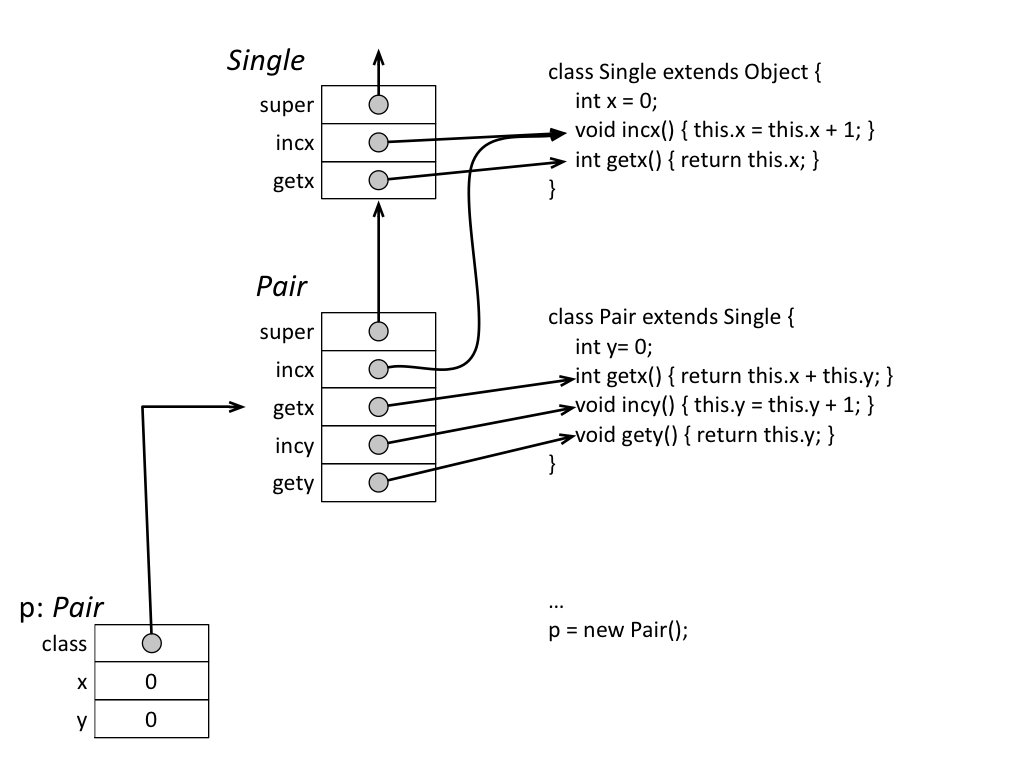 Single
super
incx
getx
class Single extends Object {
int x = 0;
void incx() { this.x = this.x + 1; }
int getx() { return this.x; }
}
Pair
super
incx
getx
incy
gety
class Pair extends Single {
int y= 0;
int getx() { return this.x + this.y; }
void incy() { this.y = this.y + 1; }
void gety() { return this.y; }
}
p: Pair
class
x 0
y 0
...
p = new Pair();